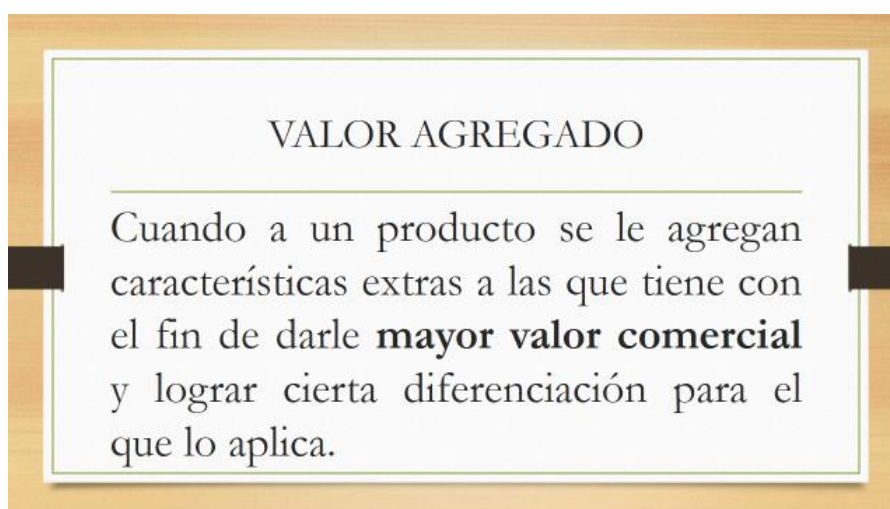 VALOR AGREGADO
Cuando a un producto se le agregan
características extras a las que tiene con
el fin de darle mayor valor comercial
y lograr cierta diferenciación para el
que lo aplica.